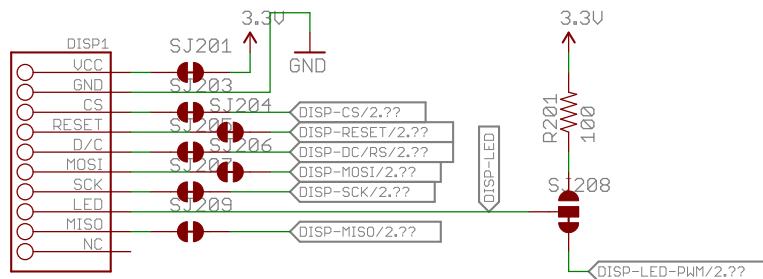 3.3V
3.3V
DISP1
SJ201
VCC
GND
GND
SJ203
CS
SJ204
DISP-CS/2.??
RESET
SJ205
DISP-RESET/2.??
D/C
SJ206
DISP-DC/RS/2.??
MOSI
SJ207
DISP-MOSI/2.??
SCK
DISP-SCK/2.??
LED
SJ209
MISO
DISP-MISO/2.??
NC
DISP-LED
R201
100
SJ208
DISP-LED-PWM/2.??